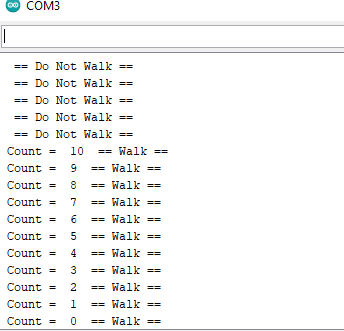 COM3
== Do Not Walk ==
== Do Not Walk ==
== Do Not Walk ==
== Do Not Walk ==
== Do Not Walk ==
Count =  10  == Walk ==
Count =  9  == Walk ==
Count =  8  == Walk ==
Count =  7  == Walk ==
Count =  6  == Walk ==
Count =  5  == Walk ==
Count =  4  == Walk ==
Count =  3  == Walk ==
Count =  2  == Walk ==
Count =  1  == Walk ==
Count =  0  == Walk ==